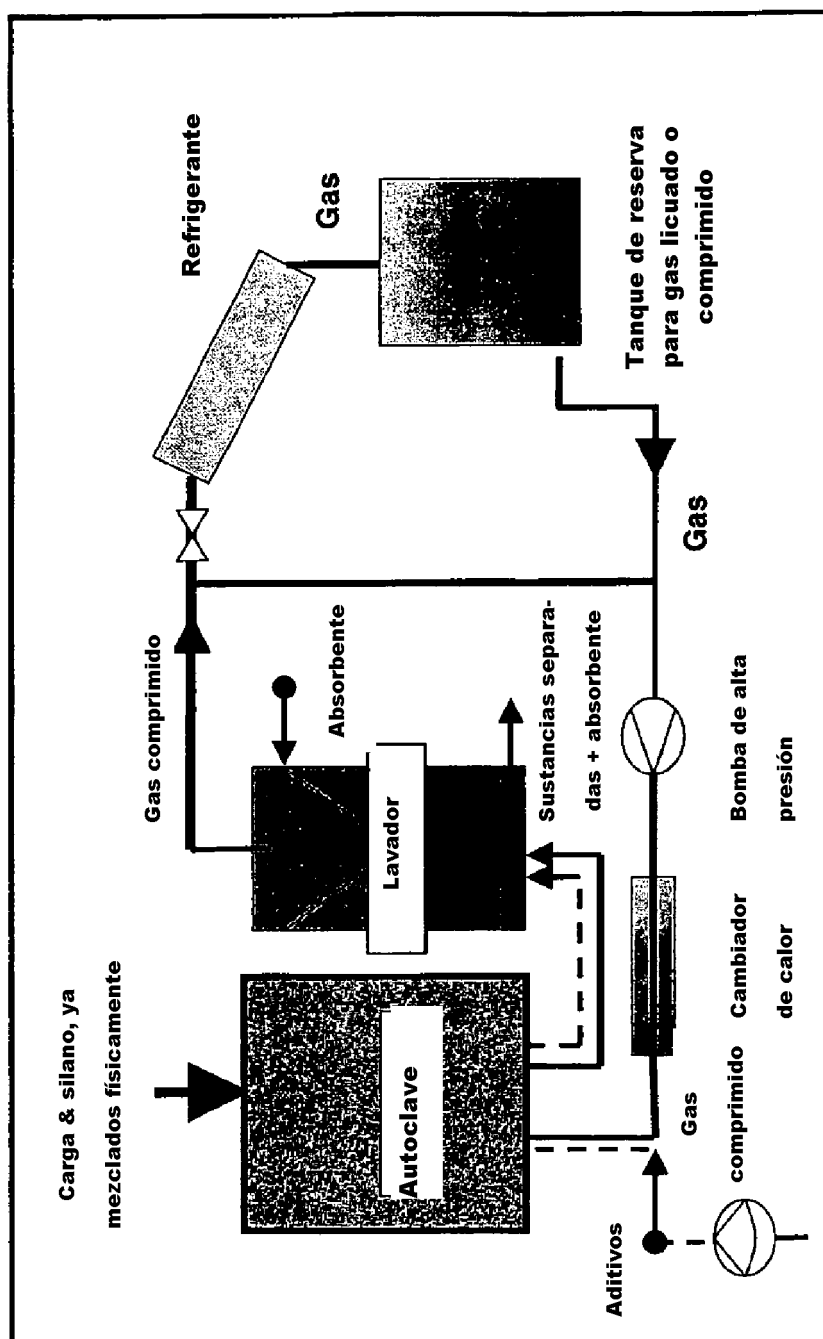 Carga & silano, ya
mezclados físicamente
Autoclave
Lavador
Gas comprimido
Absorbente
Sustancias separa-
das + absorbente
Refrigerante
Gas
Tanque de reserva
para gas licuado o
comprimido
Gas
Bomba de alta
presión
Cambiador
de calor
Gas
comprimido
Aditivos